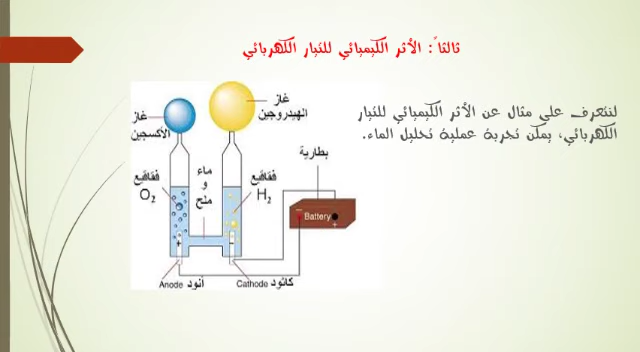 ثالثاً: الأثر الكيميائي للتيار الكهربائي
لنتعرف على مثال عن الأثر الكيميائي للتيار
الكهربائي، يمكن تجربة عملية تحليل الماء.
غاز
الهيدروجين
غاز
الأكسجين
بطارية
ماء
و
ملح
فقاقيع
O₂
فقاقيع
H₂
Battery
−
+
+
−
Anode أنود
Cathode كاثود